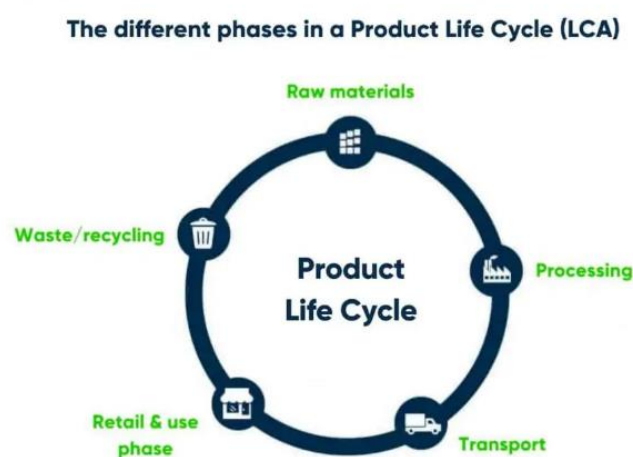 The different phases in a Product Life Cycle (LCA)
Raw materials
Waste/recycling
Product
Life Cycle
Processing
Retail & use
phase
Transport